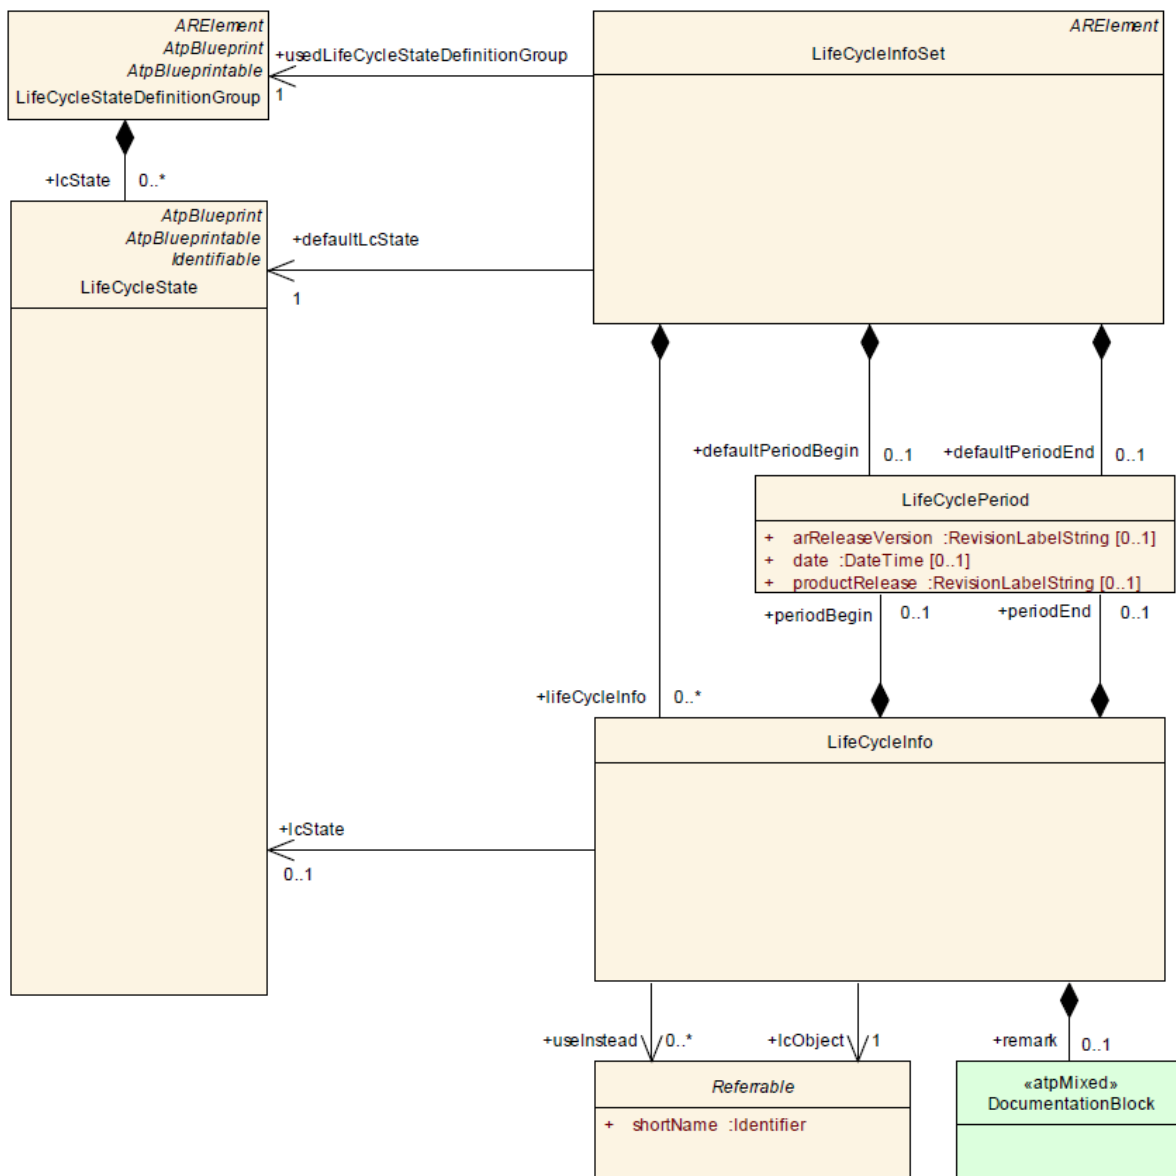 ARElement
AtpBlueprint
AtpBlueprintable
LifeCycleStateDefinitionGroup
+usedLifeCycleStateDefinitionGroup
1
ARElement
LifeCycleInfoSet
+lcState 0..*
AtpBlueprint
AtpBlueprintable
Identifiable
LifeCycleState
+defaultLcState
1
+defaultPeriodBegin 0..1
+defaultPeriodEnd 0..1
LifeCyclePeriod
+ arReleaseVersion :RevisionLabelString [0..1]
+ date :DateTime [0..1]
+ productRelease :RevisionLabelString [0..1]
+periodBegin 0..1
+periodEnd 0..1
+lifeCycleInfo 0..*
LifeCycleInfo
+lcState
0..1
+useInstead 0..*
+lcObject 1
+remark 0..1
Referrable
+ shortName :Identifier
«atpMixed»
DocumentationBlock